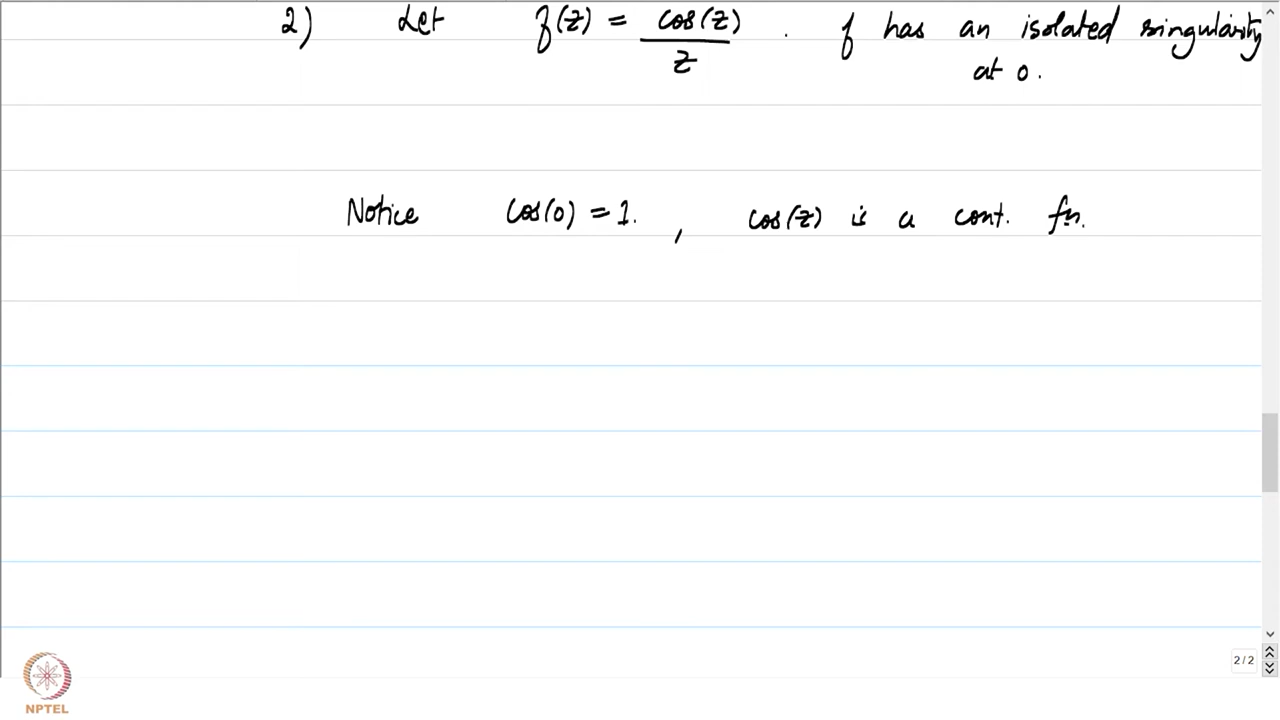 2) Let f(z) = cos(z)/z . f has an isolated singularity
at 0.
Notice cos(0) = 1. , cos(z) is a cont. fn.
2 / 2
NPTEL